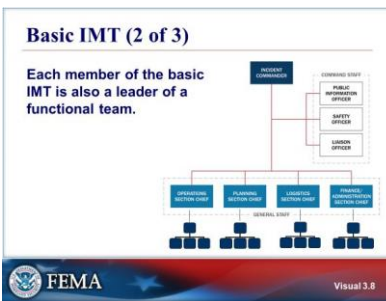 Basic IMT (2 of 3)
Each member of the basic
IMT is also a leader of a
functional team.
INCIDENT
COMMANDER
COMMAND STAFF
PUBLIC
INFORMATION
OFFICER
SAFETY
OFFICER
LIAISON
OFFICER
OPERATIONS
SECTION CHIEF
PLANNING
SECTION CHIEF
LOGISTICS
SECTION CHIEF
FINANCE/
ADMINISTRATION
SECTION CHIEF
GENERAL STAFF
FEMA
Visual 3.8